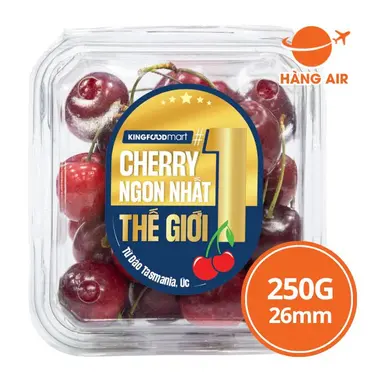 HÀNG AIR
KINGFOODmart
#1
CHERRY
NGON NHẤT
THẾ GIỚI
TỪ ĐẢO TASMANIA, ÚC
250G
26mm